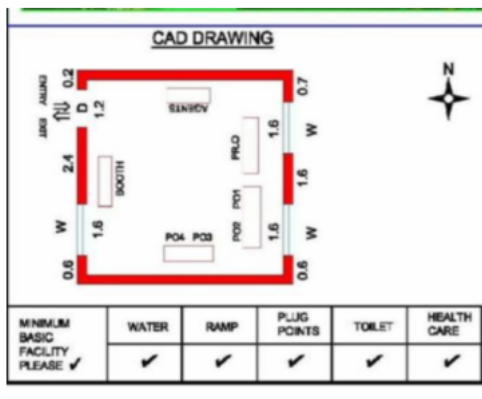 CAD DRAWING
N
ENTRY
EXIT
0.2
D
1.2
2.4
W
1.6
0.6
AGENTS
BOOTH
PRO
PO1
PO2
PO4 PO3
0.7
1.6
W
1.6
1.6
W
0.6
MINIMUM
BASIC
FACILITY
PLEASE ✓
WATER
RAMP
PLUG
POINTS
TOILET
HEALTH
CARE
✓ ✓ ✓ ✓ ✓